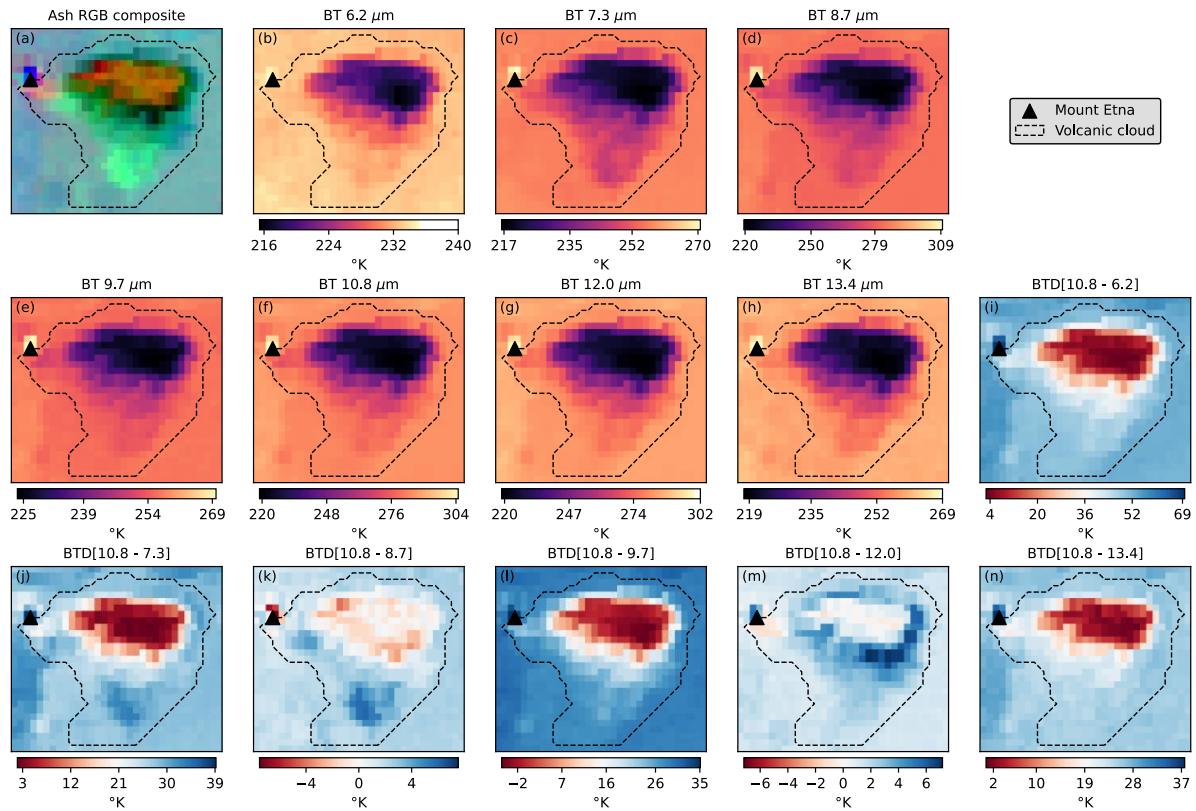 Ash RGB composite
(a)
BT 6.2 μm
(b)
216 224 232 240
°K
BT 7.3 μm
(c)
217 235 252 270
°K
BT 8.7 μm
(d)
220 250 279 309
°K
Mount Etna
Volcanic cloud
BT 9.7 μm
(e)
225 239 254 269
°K
BT 10.8 μm
(f)
220 248 276 304
°K
BT 12.0 μm
(g)
220 247 274 302
°K
BT 13.4 μm
(h)
219 235 252 269
°K
BTD[10.8 - 6.2]
(i)
4 20 36 53 69
°K
BTD[10.8 - 7.3]
(j)
3 12 21 30 39
°K
BTD[10.8 - 8.7]
(k)
−4 0 4
°K
BTD[10.8 - 9.7]
(l)
−2 7 16 26 35
°K
BTD[10.8 - 12.0]
(m)
−6 −4 −2 0 2 4 6
°K
BTD[10.8 - 13.4]
(n)
2 10 19 28 37
°K